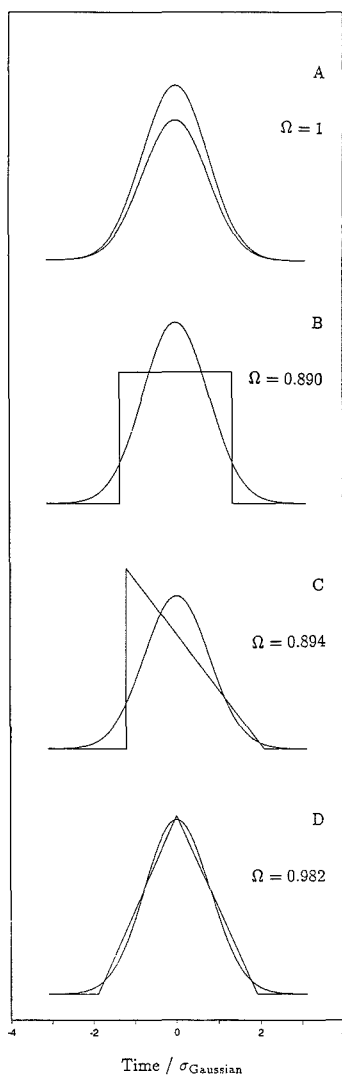 A
Ω = 1
B
Ω = 0.890
C
Ω = 0.894
D
Ω = 0.982
-4 -2 0 2 4
Time / σGaussian